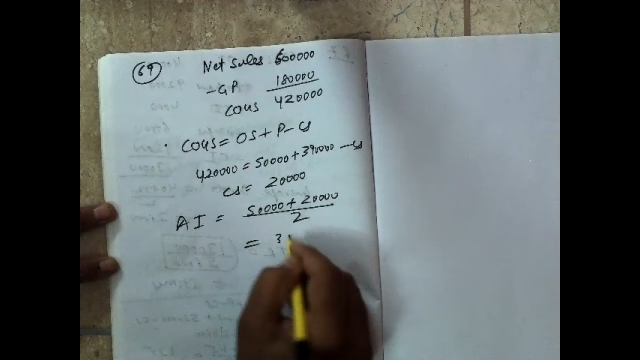 69
Net Sales 600000
- GP 180000
COGS 420000
COGS = OS + P - CS
420000 = 50000 + 390000 - CS
CS = 20000
AI = 50000 + 20000
2
= 3